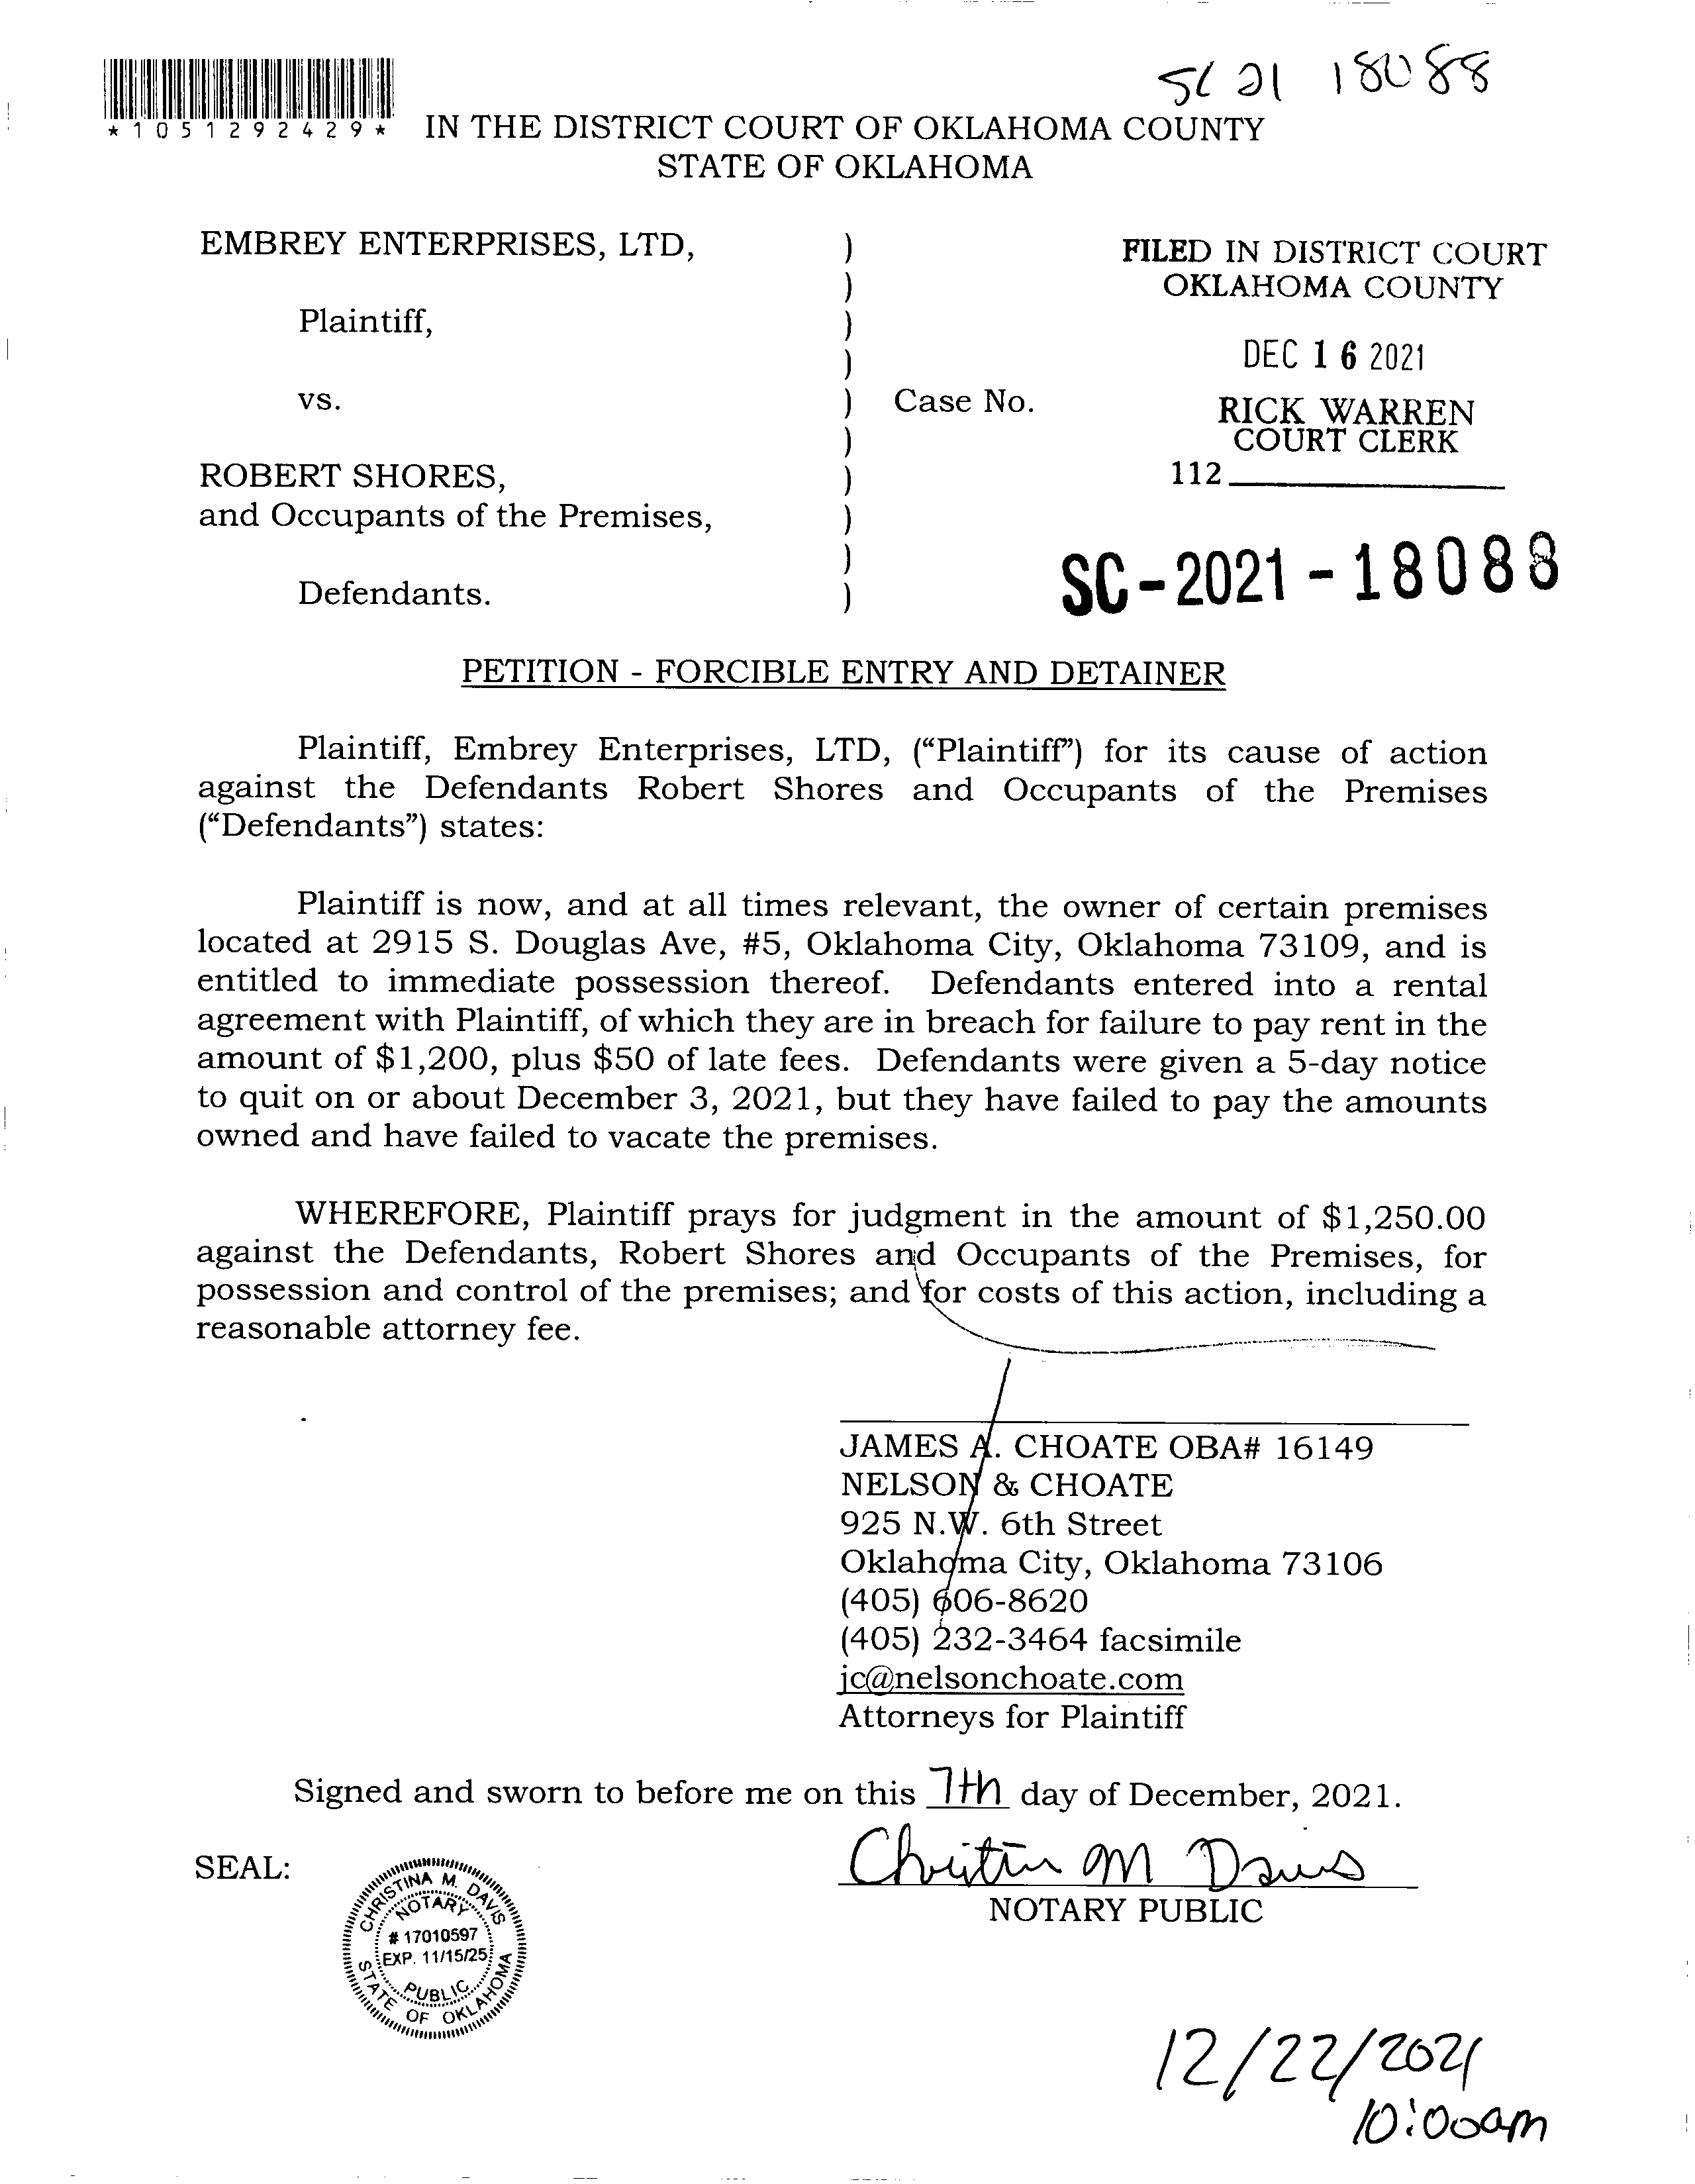 SC 21 18088
*1051292429*
IN THE DISTRICT COURT OF OKLAHOMA COUNTY
STATE OF OKLAHOMA
EMBREY ENTERPRISES, LTD, )
)
Plaintiff, )
)
vs. ) Case No.
)
ROBERT SHORES, )
and Occupants of the Premises, )
)
Defendants. )
FILED IN DISTRICT COURT
OKLAHOMA COUNTY
DEC 16 2021
RICK WARREN
COURT CLERK
112
SC-2021-18088
PETITION - FORCIBLE ENTRY AND DETAINER
Plaintiff, Embrey Enterprises, LTD, (“Plaintiff”) for its cause of action
against the Defendants Robert Shores and Occupants of the Premises
(“Defendants”) states:
Plaintiff is now, and at all times relevant, the owner of certain premises
located at 2915 S. Douglas Ave, #5, Oklahoma City, Oklahoma 73109, and is
entitled to immediate possession thereof. Defendants entered into a rental
agreement with Plaintiff, of which they are in breach for failure to pay rent in the
amount of $1,200, plus $50 of late fees. Defendants were given a 5-day notice
to quit on or about December 3, 2021, but they have failed to pay the amounts
owned and have failed to vacate the premises.
WHEREFORE, Plaintiff prays for judgment in the amount of $1,250.00
against the Defendants, Robert Shores and Occupants of the Premises, for
possession and control of the premises; and for costs of this action, including a
reasonable attorney fee.
JAMES A. CHOATE OBA# 16149
NELSON & CHOATE
925 N.W. 6th Street
Oklahoma City, Oklahoma 73106
(405) 606-8620
(405) 232-3464 facsimile
jc@nelsonchoate.com
Attorneys for Plaintiff
Signed and sworn to before me on this 7th day of December, 2021.
Christina M Davis
SEAL:
NOTARY PUBLIC
CHRISTINA M. DAVIS
NOTARY
# 17010597
EXP. 11/15/25
PUBLIC
STATE OF OKLAHOMA
12/22/2021
10:00am